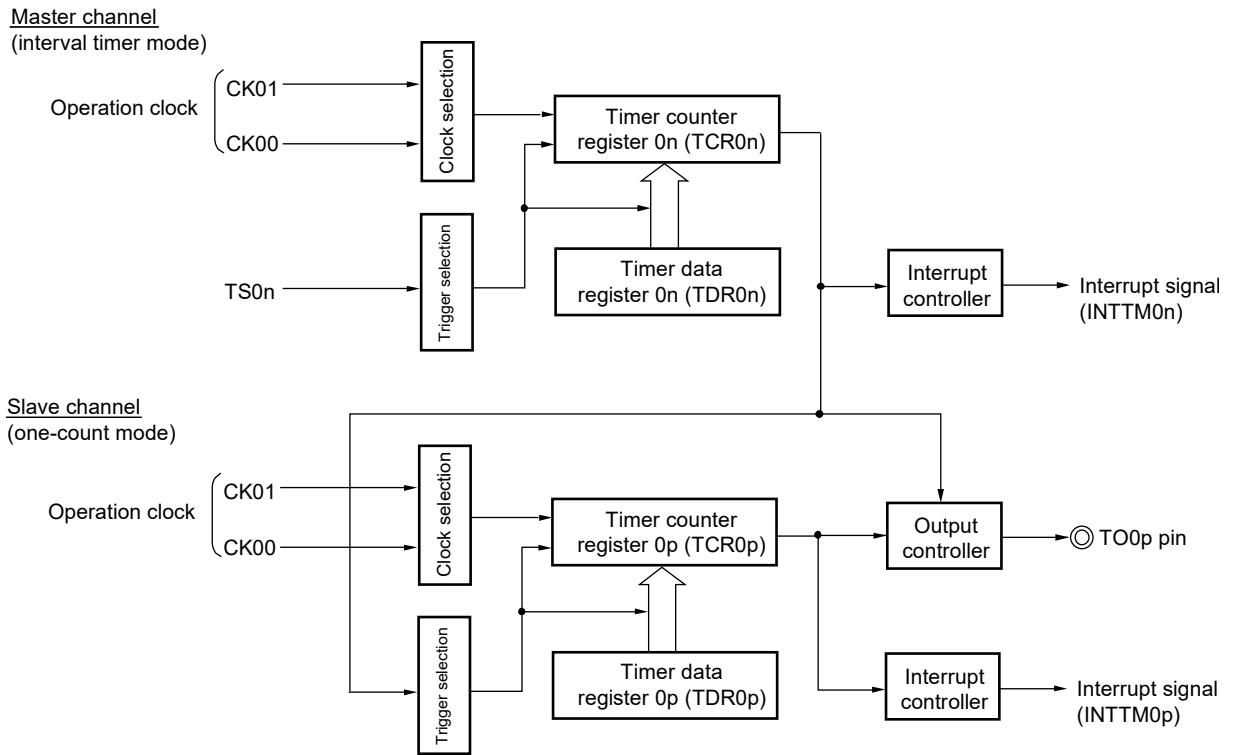 Master channel
(interval timer mode)
Operation clock
CK01
CK00
Clock selection
Timer counter
register 0n (TCR0n)
TS0n
Trigger selection
Timer data
register 0n (TDR0n)
Interrupt
controller
Interrupt signal
(INTTM0n)
Slave channel
(one-count mode)
Operation clock
CK01
CK00
Clock selection
Timer counter
register 0p (TCR0p)
Output
controller
TO0p pin
Trigger selection
Timer data
register 0p (TDR0p)
Interrupt
controller
Interrupt signal
(INTTM0p)